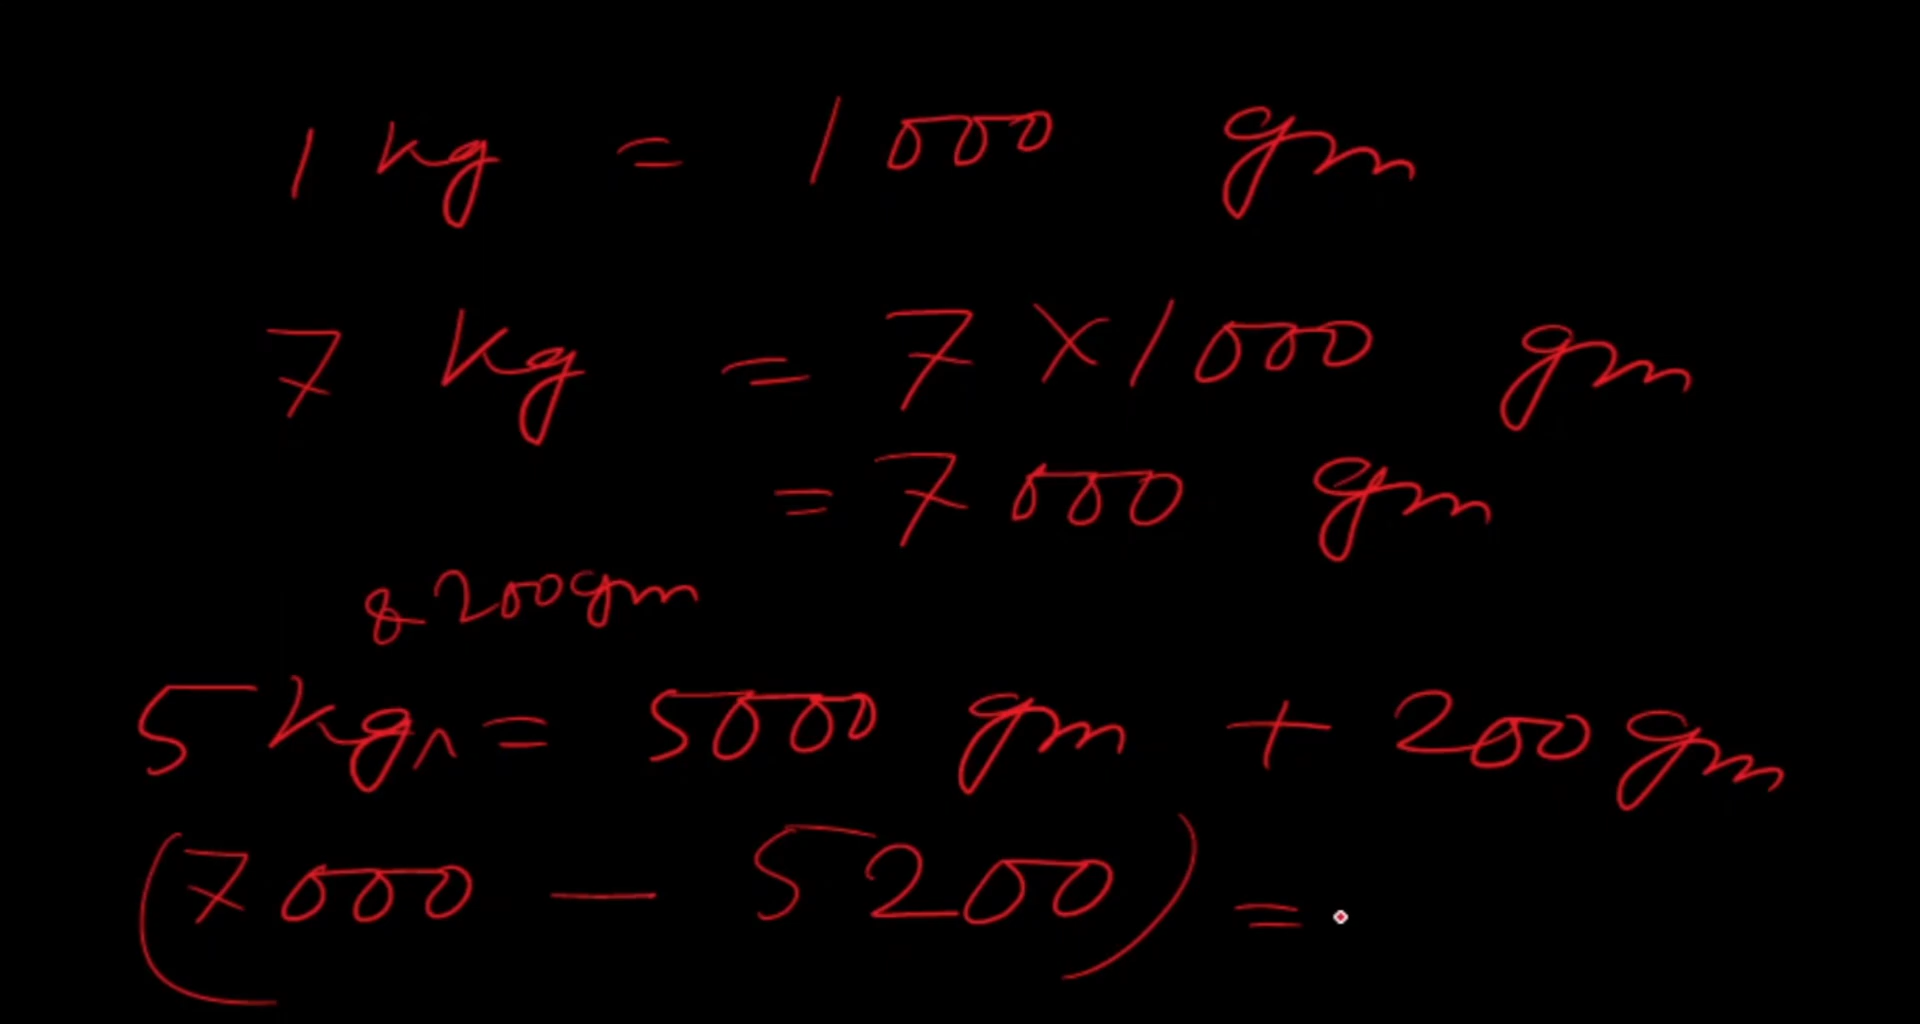 1 kg = 1000 gm
7 kg = 7 × 1000 gm
= 7000 gm
& 200 gm
5 kg ^ = 5000 gm + 200 gm
(7000 - 5200) =